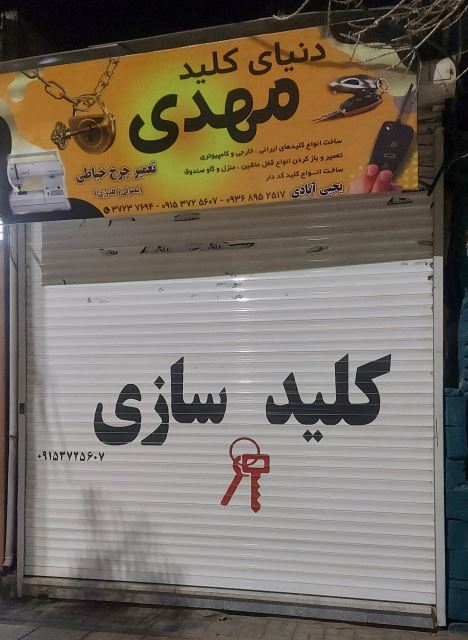 دنیای کلید
مهدی
ساخت انواع کلیدهای ایرانی ، خارجی و کامپیوتری
تعمیر و باز کردن انواع قفل ماشین ، منزل و گاو صندوق
ساخت انواع کلید کد دار
تعمیر چرخ خیاطی
یحیی آبادی
۰۹۳۶ ۸۹۵ ۲۵۱۷ - ۰۹۱۵ ۳۷۲ ۵۶۰۷ - ۳۷۲۳ ۷۶۹۴
کلید سازی
۰۹۱۵۳۷۲۵۶۰۷